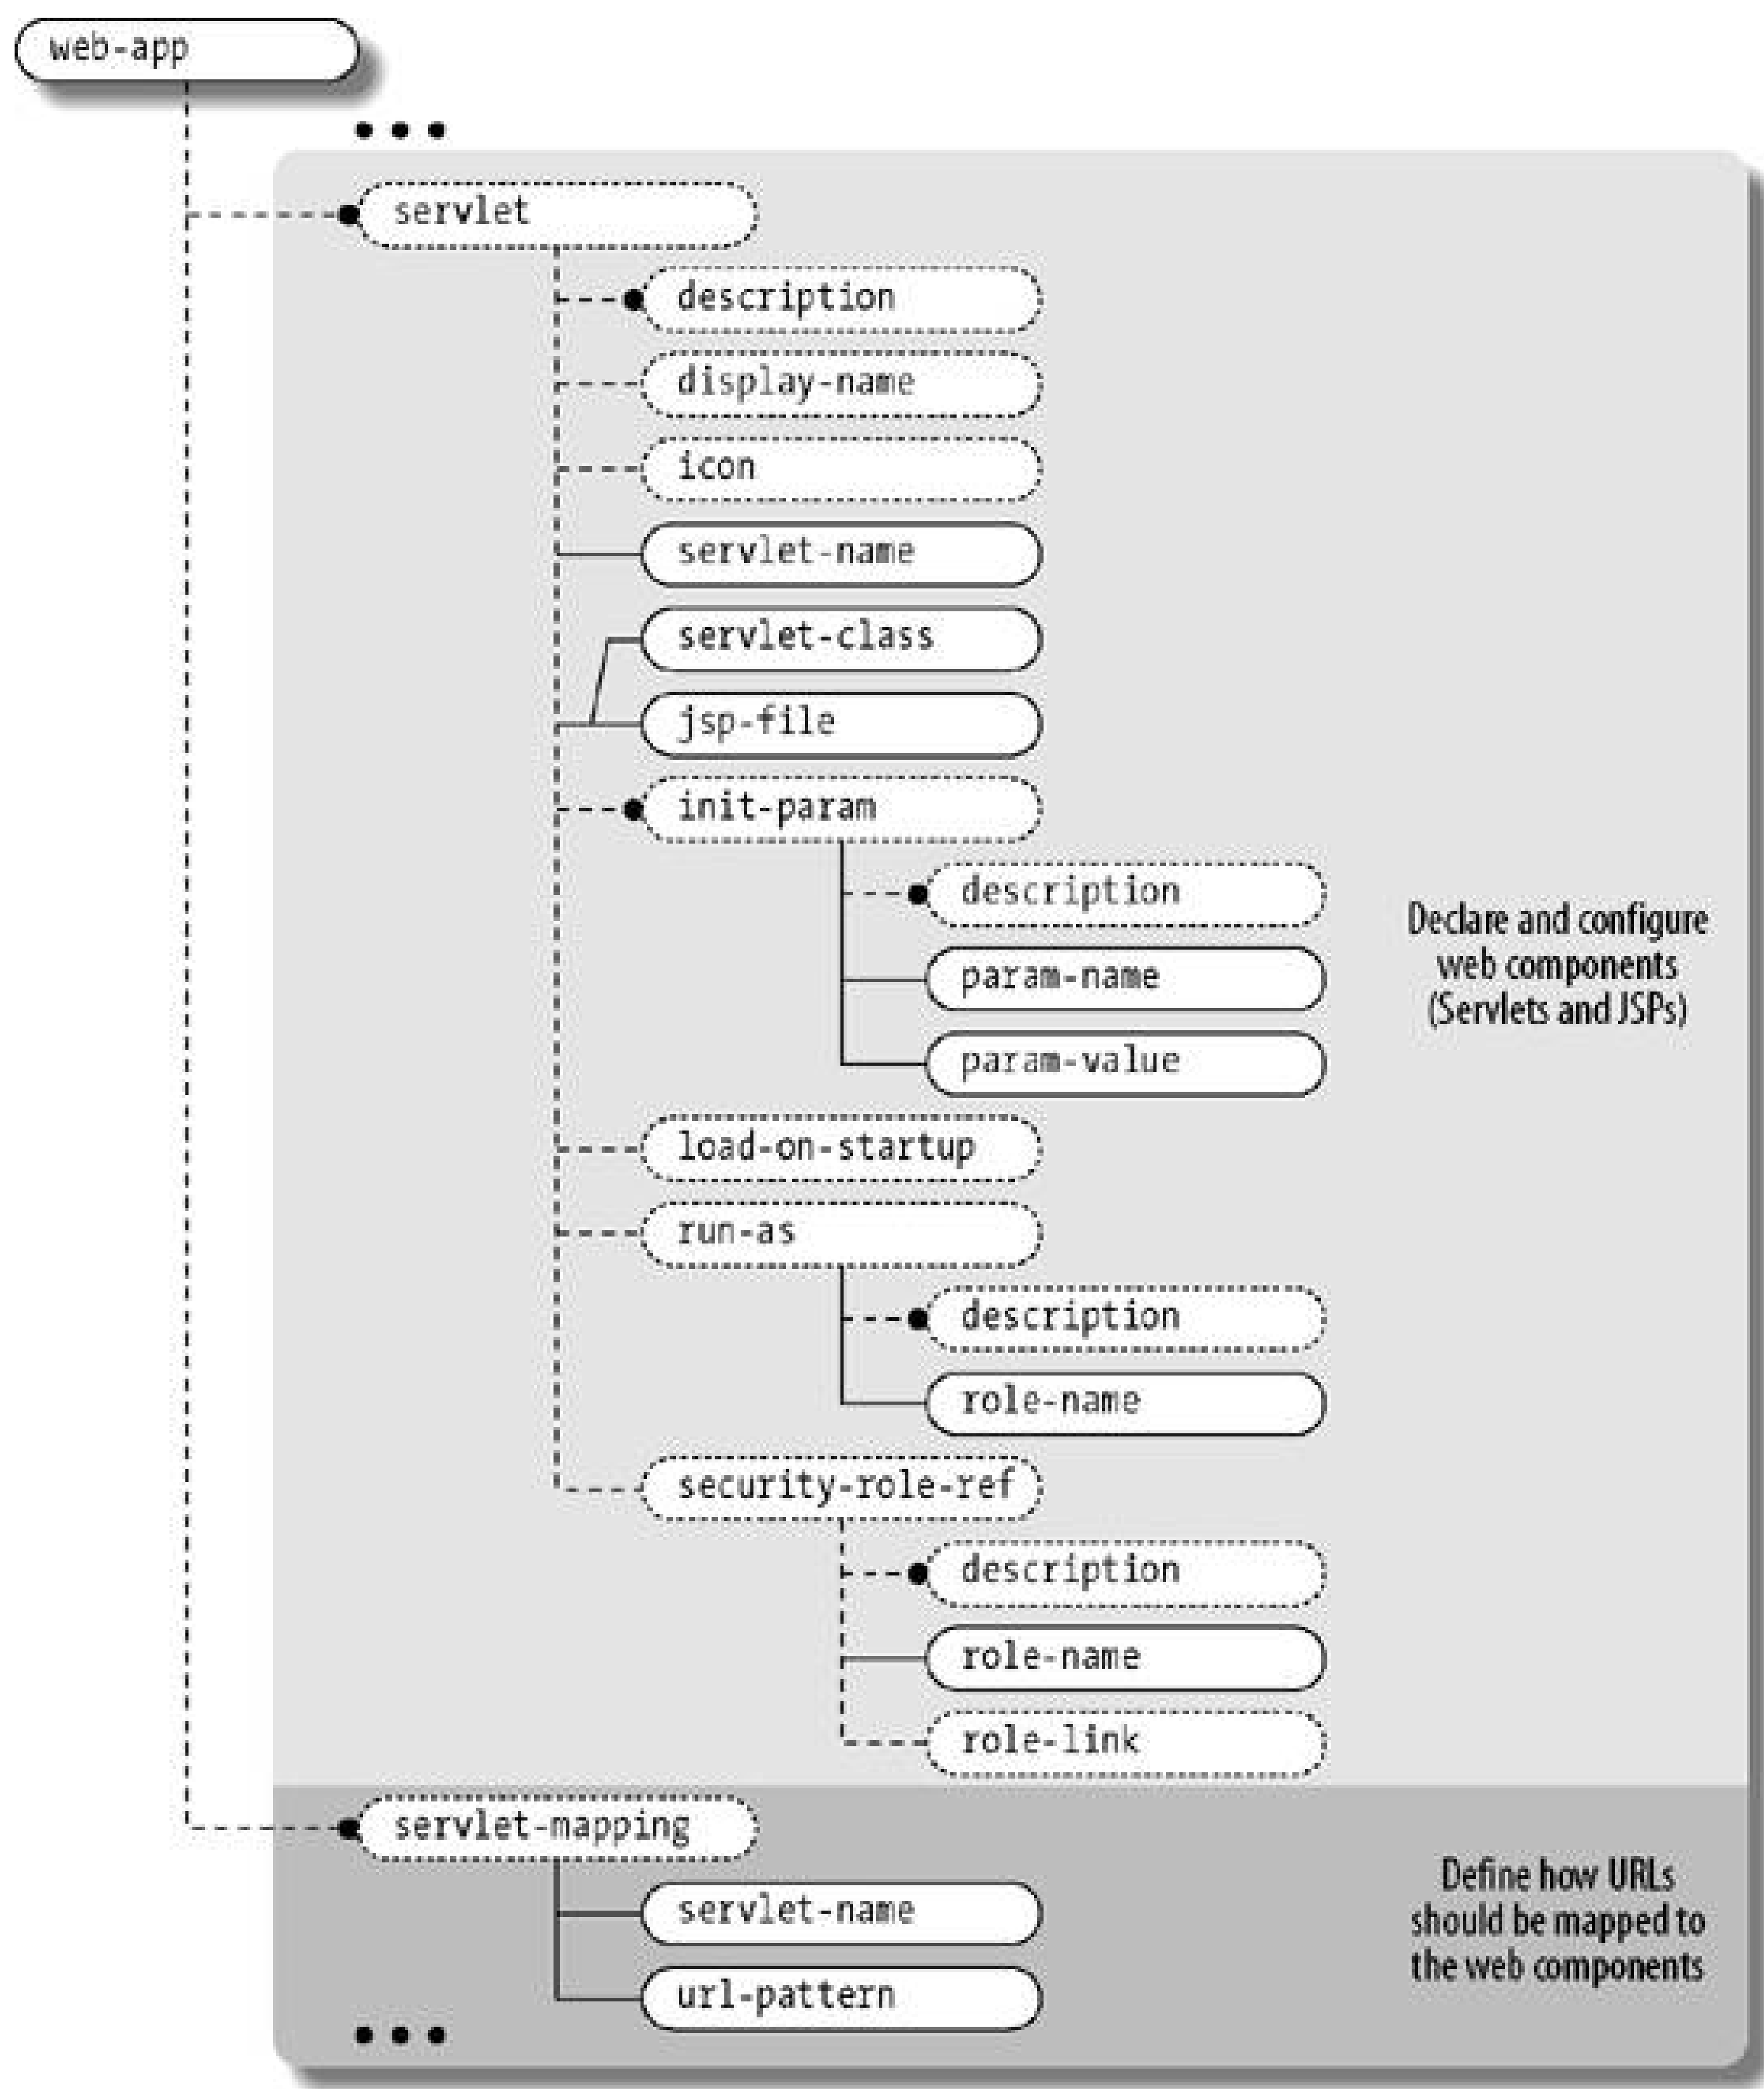 web-app
servlet
description
display-name
icon
servlet-name
servlet-class
jsp-file
init-param
description
param-name
param-value
Declare and configure
web components
(Servlets and JSPs)
load-on-startup
run-as
description
role-name
security-role-ref
description
role-name
role-link
servlet-mapping
servlet-name
url-pattern
Define how URLs
should be mapped to
the web components